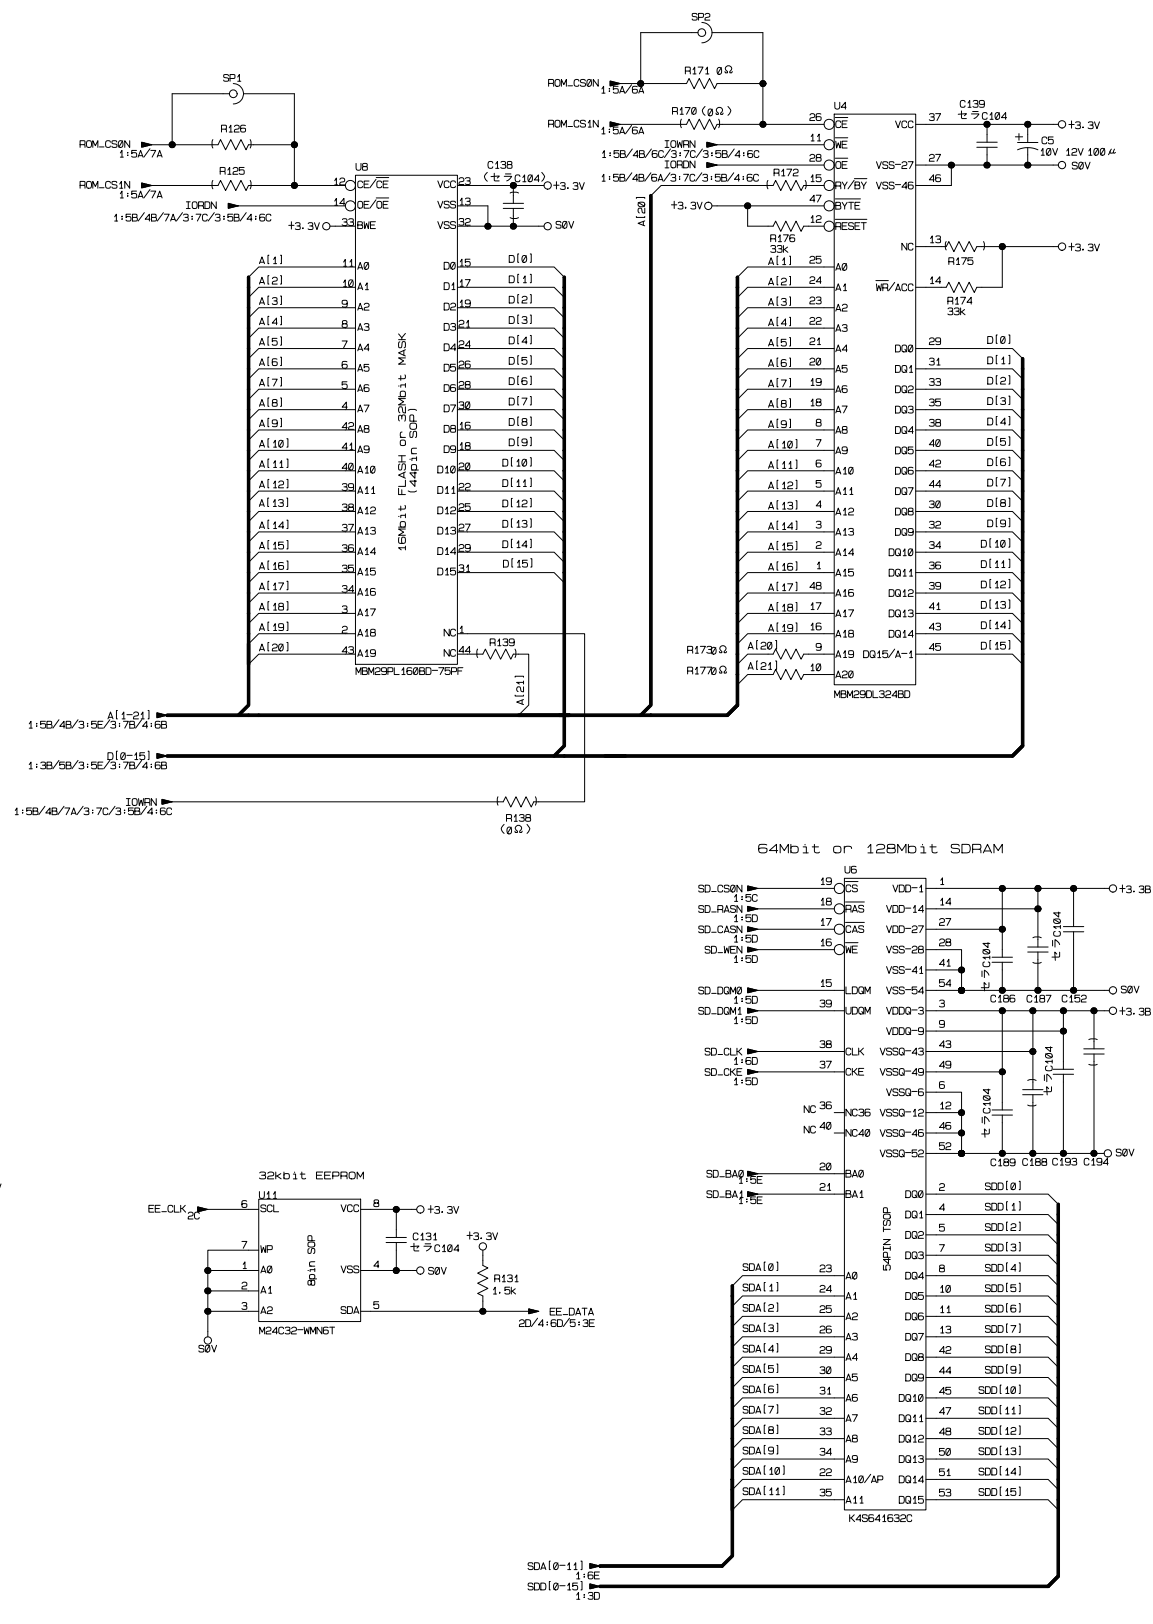 SP1
ROM_CS0N
1:5A/7A
R126
ROM_CS1N
1:5A/7A
R125
IORDN
1:5B/4B/7A/3:7C/3:5B/4:6C
+3.3V
U8
12 CE/CE VCC 23
14 OE/OE VSS 13
33 BWE VSS 32
C138
(セラC104)
+3.3V
S0V
A[1] 11 A0 D0 15 D[0]
A[2] 10 A1 D1 17 D[1]
A[3] 9 A2 D2 19 D[2]
A[4] 8 A3 D3 21 D[3]
A[5] 7 A4 D4 24 D[4]
A[6] 6 A5 D5 26 D[5]
A[7] 5 A6 D6 28 D[6]
A[8] 4 A7 D7 30 D[7]
A[9] 42 A8 D8 16 D[8]
A[10] 41 A9 D9 18 D[9]
A[11] 40 A10 D10 20 D[10]
A[12] 39 A11 D11 22 D[11]
A[13] 38 A12 D12 25 D[12]
A[14] 37 A13 D13 27 D[13]
A[15] 36 A14 D14 29 D[14]
A[16] 35 A15 D15 31 D[15]
A[17] 34 A16
A[18] 3 A17
A[19] 2 A18 NC 1
A[20] 43 A19 NC 44 R139
16Mbit FLASH or 32Mbit MASK
(44pin SOP)
MBM29PL160BD-75PF
A[21]
A[1-21]
1:5B/4B/3:5E/3:7B/4:6B
D[0-15]
1:3B/5B/3:5E/3:7B/4:6B
IOWRN
1:5B/4B/7A/3:7C/3:5B/4:6C
R138
(0Ω)
SP2
ROM_CS0N
1:5A/6A
R171 0Ω
ROM_CS1N
1:5A/6A
R170 (0Ω)
IOWRN
1:5B/4B/6C/3:7C/3:5B/4:6C
IORDN
1:5B/4B/6A/3:7C/3:5B/4:6C
R172
A[20]
+3.3V
R176
33k
U4
26 CE VCC 37
11 WE
28 OE VSS-27 27
15 RY/BY VSS-46 46
47 BYTE
12 RESET
NC 13 R175
WP/ACC 14 R174
33k
+3.3V
C139
セラC104
+3.3V
C5
10V 12V 100μ
S0V
A[1] 25 A0
A[2] 24 A1
A[3] 23 A2
A[4] 22 A3
A[5] 21 A4 DQ0 29 D[0]
A[6] 20 A5 DQ1 31 D[1]
A[7] 19 A6 DQ2 33 D[2]
A[8] 18 A7 DQ3 35 D[3]
A[9] 8 A8 DQ4 38 D[4]
A[10] 7 A9 DQ5 40 D[5]
A[11] 6 A10 DQ6 42 D[6]
A[12] 5 A11 DQ7 44 D[7]
A[13] 4 A12 DQ8 30 D[8]
A[14] 3 A13 DQ9 32 D[9]
A[15] 2 A14 DQ10 34 D[10]
A[16] 1 A15 DQ11 36 D[11]
A[17] 48 A16 DQ12 39 D[12]
A[18] 17 A17 DQ13 41 D[13]
A[19] 16 A18 DQ14 43 D[14]
R173 0Ω A[20] 9 A19 DQ15/A-1 45 D[15]
R177 0Ω A[21] 10 A20
MBM29DL324BD
64Mbit or 128Mbit SDRAM
U6
SD_CS0N 19 CS VDD-1 1 +3.3B
1:5C
SD_RASN 18 RAS VDD-14 14
1:5D
SD_CASN 17 CAS VDD-27 27
1:5D
SD_WEN 16 WE VSS-28 28
1:5D
VSS-41 41
SD_DQM0 15 LDQM VSS-54 54 S0V
1:5D
セラC104
セラC104
C186 C187 C152
SD_DQM1 39 UDQM VDDQ-3 3 +3.3B
1:5D
VDDQ-9 9
SD_CLK 38 CLK VSSQ-43 43
1:6D
SD_CKE 37 CKE VSSQ-49 49
1:5D
VSSQ-6 6
NC 36 NC36 VSSQ-12 12
NC 40 NC40 VSSQ-46 46
VSSQ-52 52 S0V
セラC104
セラC104
C189 C188 C193 C194
SD_BA0 20 BA0
1:5E
SD_BA1 21 BA1
1:5E
DQ0 2 SDD[0]
DQ1 4 SDD[1]
DQ2 5 SDD[2]
DQ3 7 SDD[3]
SDA[0] 23 A0 DQ4 8 SDD[4]
SDA[1] 24 A1 DQ5 10 SDD[5]
SDA[2] 25 A2 DQ6 11 SDD[6]
SDA[3] 26 A3 DQ7 13 SDD[7]
SDA[4] 29 A4 DQ8 42 SDD[8]
SDA[5] 30 A5 DQ9 44 SDD[9]
SDA[6] 31 A6 DQ10 45 SDD[10]
SDA[7] 32 A7 DQ11 47 SDD[11]
SDA[8] 33 A8 DQ12 48 SDD[12]
SDA[9] 34 A9 DQ13 50 SDD[13]
SDA[10] 22 A10/AP DQ14 51 SDD[14]
SDA[11] 35 A11 DQ15 53 SDD[15]
54PIN TSOP
K4S641632C
SDA[0-11]
1:6E
SDD[0-15]
1:3D
32kbit EEPROM
U11
EE_CLK 6 SCL VCC 8 +3.3V
2C
7 WP
1 A0 VSS 4 S0V
2 A1
3 A2 SDA 5
8pin SOP
C131
セラC104
+3.3V
R131
1.5k
EE_DATA
2D/4:6D/5:3E
M24C32-WMN6T
S0V